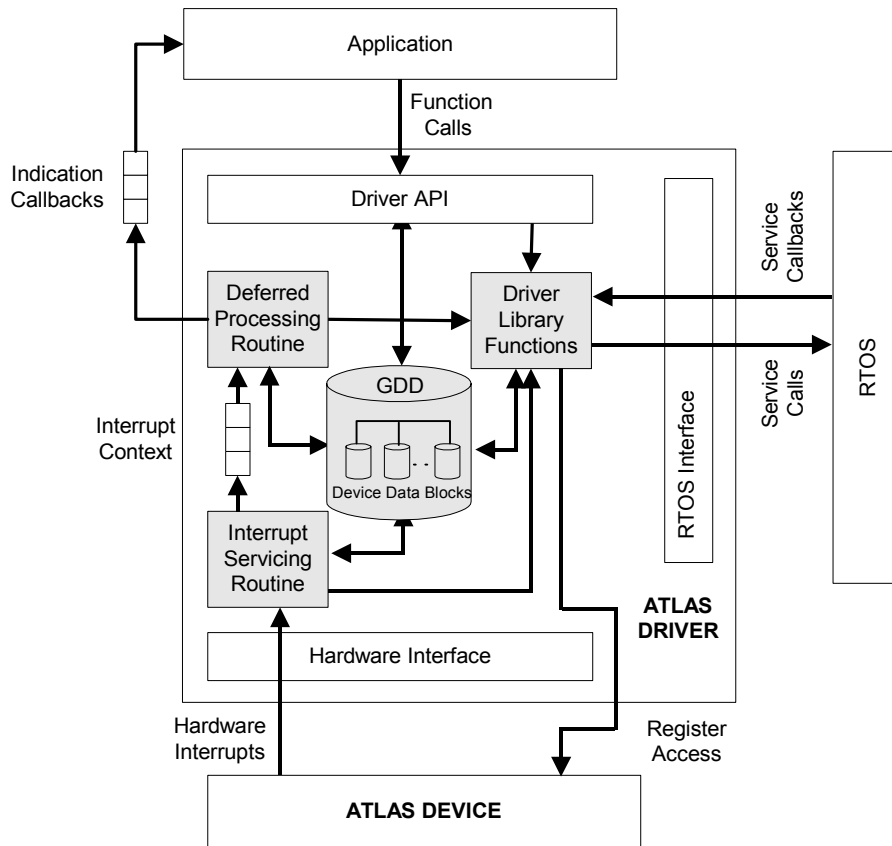 Application
Function
Calls
Indication
Callbacks
Driver API
Service
Callbacks
Deferred
Processing
Routine
Driver
Library
Functions
RTOS
GDD
Service
Calls
Interrupt
Context
Device Data Blocks
RTOS Interface
Interrupt
Servicing
Routine
ATLAS
DRIVER
Hardware Interface
Hardware
Interrupts
Register
Access
ATLAS DEVICE